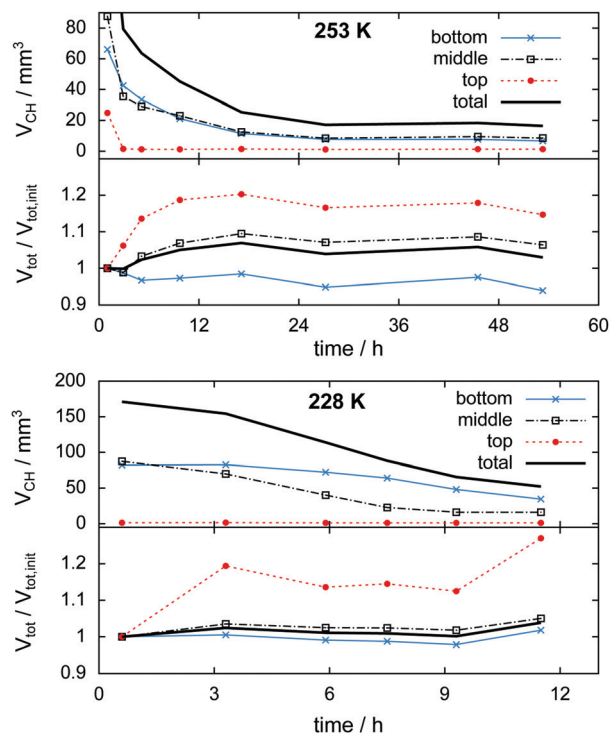 253 K
bottom
middle
top
total
V_CH / mm³
80
60
40
20
0
V_tot / V_tot,init
1.2
1.1
1
0.9
0 12 24 36 48 60
time / h
228 K
bottom
middle
top
total
V_CH / mm³
200
150
100
50
0
V_tot / V_tot,init
1.2
1.1
1
0.9
0 3 6 9 12
time / h